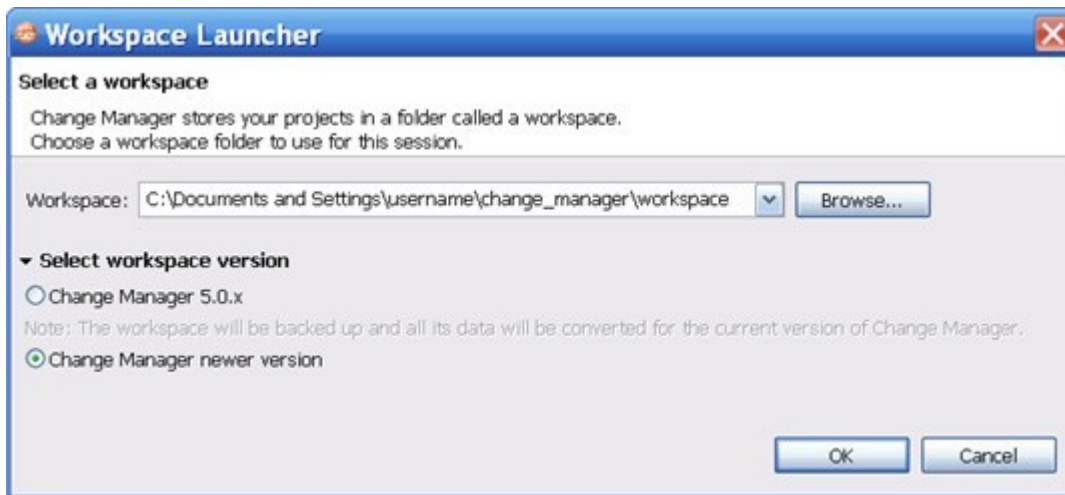 Workspace Launcher
Select a workspace
Change Manager stores your projects in a folder called a workspace.
Choose a workspace folder to use for this session.
Workspace: C:\Documents and Settings\username\change_manager\workspace Browse...
Select workspace version
Change Manager 5.0.x
Note: The workspace will be backed up and all its data will be converted for the current version of Change Manager.
Change Manager newer version
OK Cancel